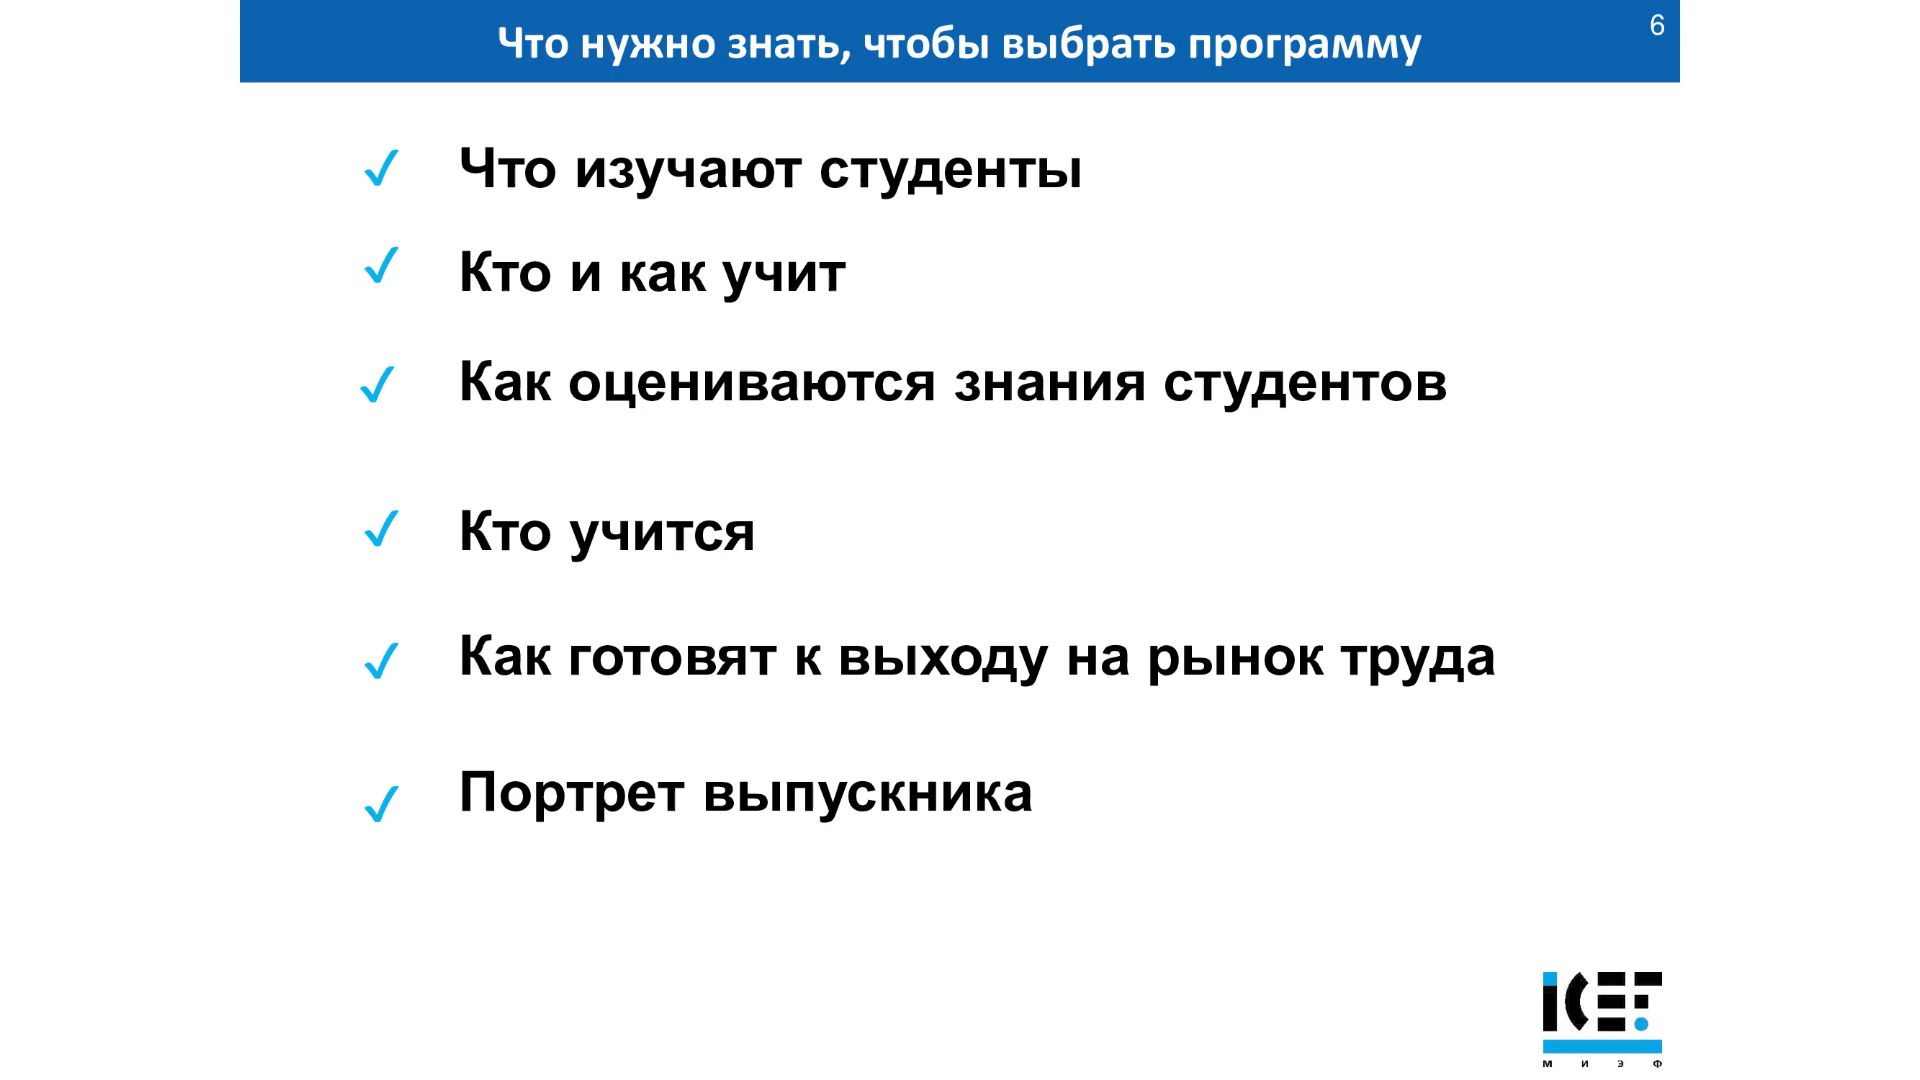 Что нужно знать, чтобы выбрать программу
6
Что изучают студенты
Кто и как учит
Как оцениваются знания студентов
Кто учится
Как готовят к выходу на рынок труда
Портрет выпускника
ICEF
М И Э Ф